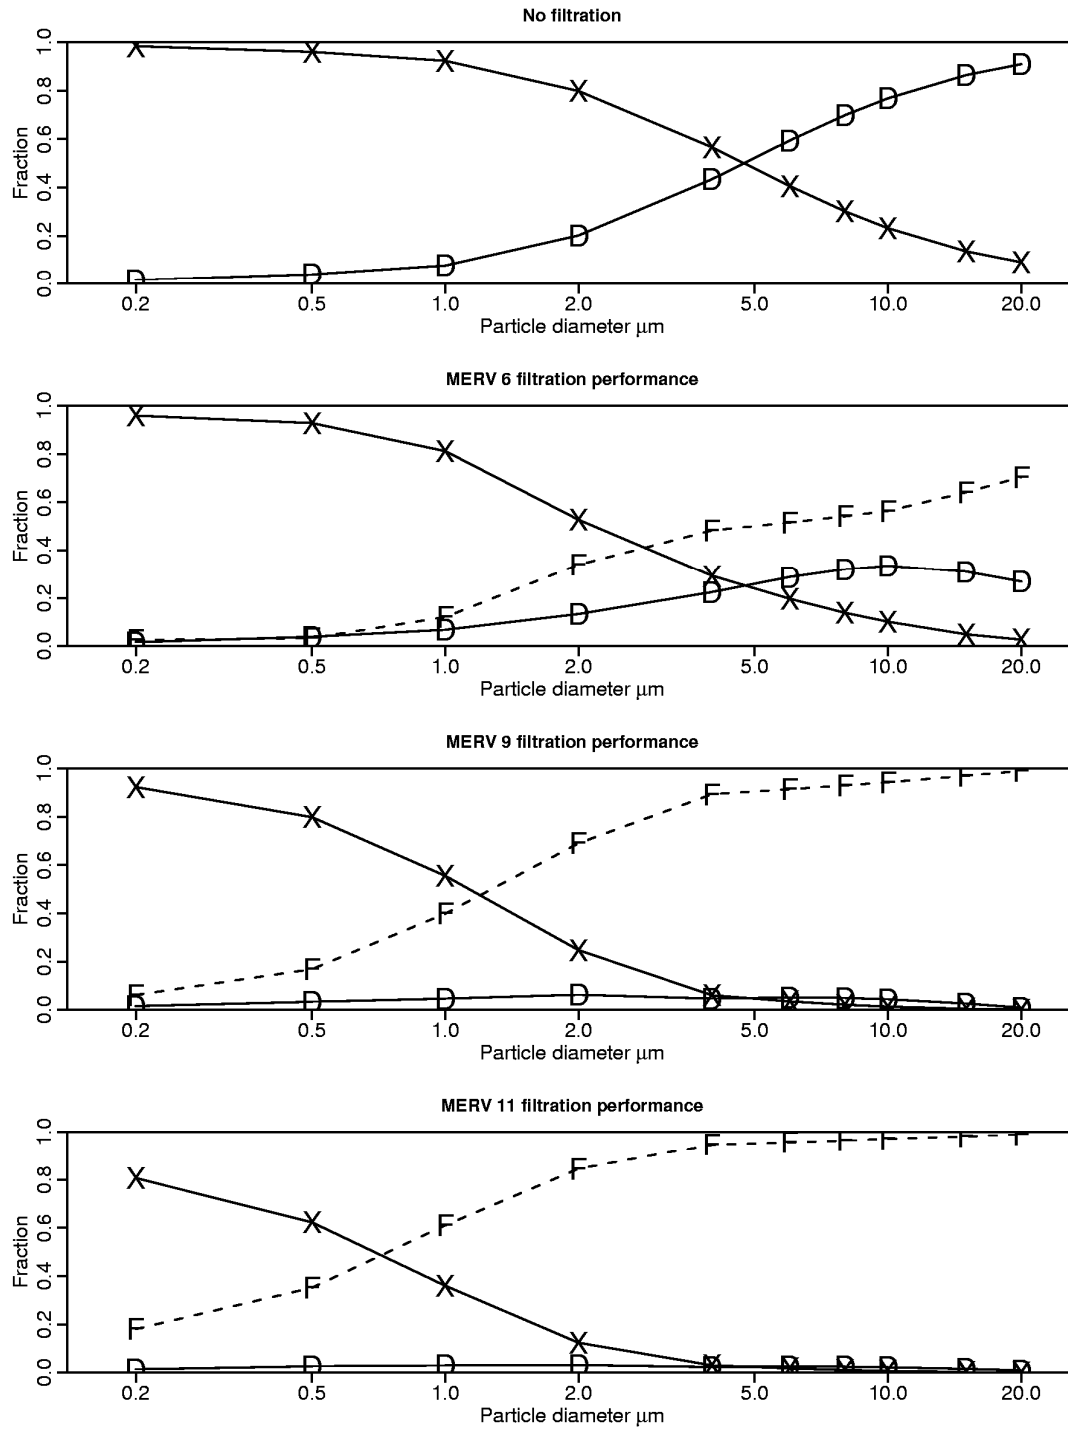 No filtration
1.0
0.8
0.6
0.4
0.2
0.0
Fraction
X X X X X X X X X X
D D D D D D D D D D
0.2 0.5 1.0 2.0 5.0 10.0 20.0
Particle diameter μm
MERV 6 filtration performance
1.0
0.8
0.6
0.4
0.2
0.0
Fraction
X X X X X X X X X X
F F F F F F F F F F
D D D D D D D D D D
0.2 0.5 1.0 2.0 5.0 10.0 20.0
Particle diameter μm
MERV 9 filtration performance
1.0
0.8
0.6
0.4
0.2
0.0
Fraction
X X X X X X X X X X
F F F F F F F F F F
D D D D D D D D D D
0.2 0.5 1.0 2.0 5.0 10.0 20.0
Particle diameter μm
MERV 11 filtration performance
1.0
0.8
0.6
0.4
0.2
0.0
Fraction
X X X X X X X X X X
F F F F F F F F F F
D D D D D D D D D D
0.2 0.5 1.0 2.0 5.0 10.0 20.0
Particle diameter μm